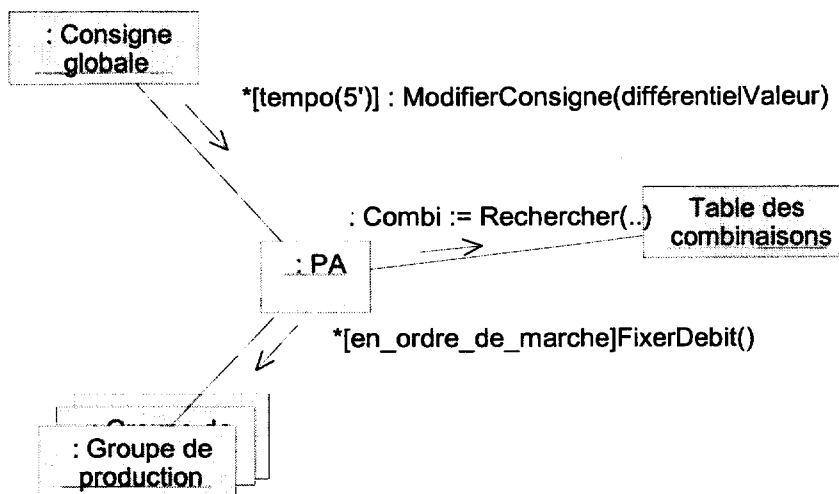 : Consigne
globale
*[tempo(5')] : ModifierConsigne(différentielValeur)
: Combi := Rechercher(..)
Table des
combinaisons
: PA
*[en_ordre_de_marche]FixerDebit()
: Groupe de
production